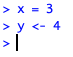 > x = 3
> y <- 4
>